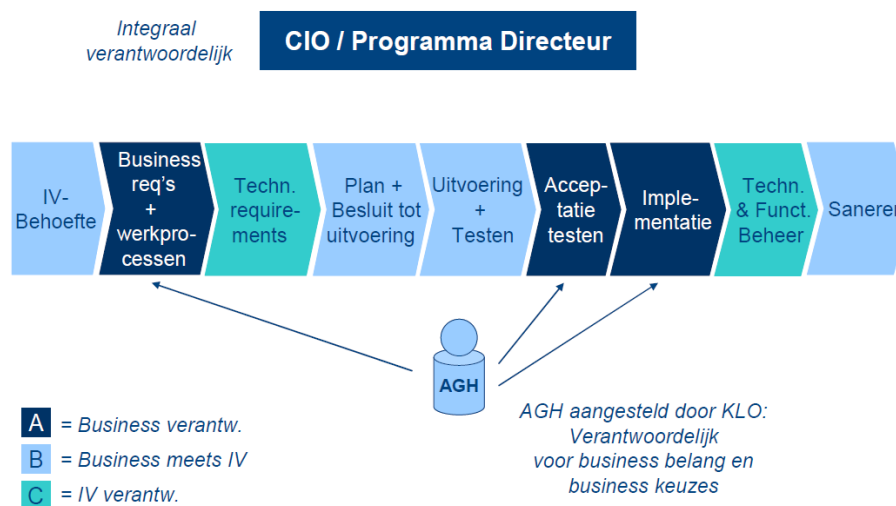 Integraal
verantwoordelijk
CIO / Programma Directeur
IV-
Behoefte
Business
req's
+
werkpro-
cessen
Techn.
requirе-
ments
Plan +
Besluit tot
uitvoering
Uitvoering
+
Testen
Accep-
tatie
testen
Imple-
mentatie
Techn.
& Funct.
Beheer
Saneren
AGH
AGH aangesteld door KLO:
Verantwoordelijk
voor business belang en
business keuzes
A = Business verantw.
B = Business meets IV
C = IV verantw.